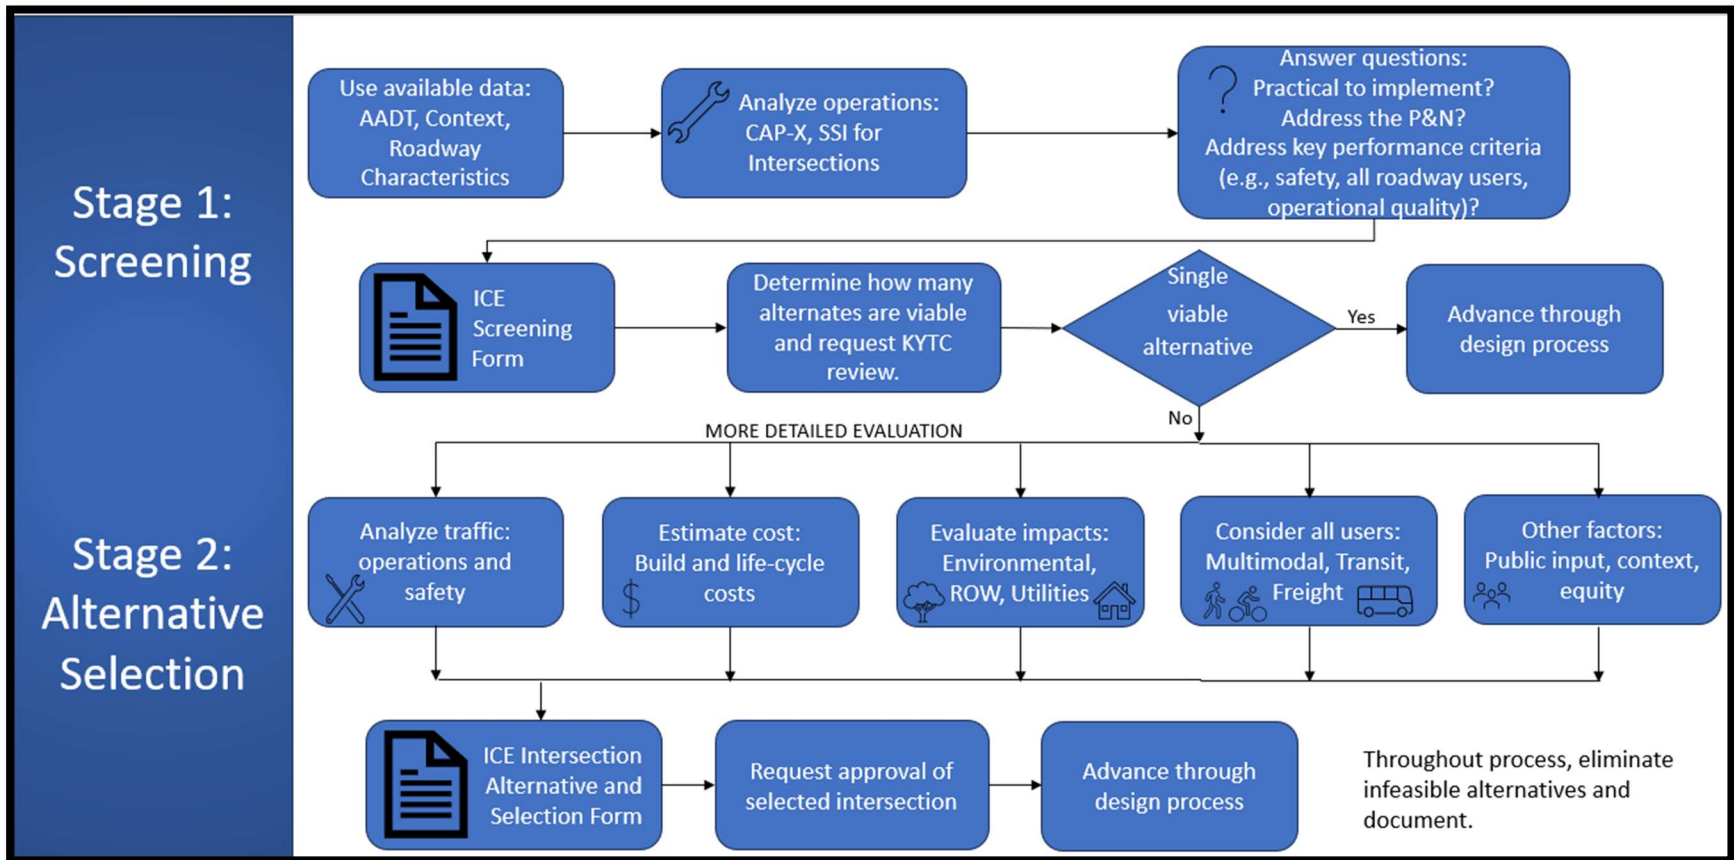 Stage 1:
Screening
Use available data:
AADT, Context,
Roadway
Characteristics
Analyze operations:
CAP-X, SSI for
Intersections
?
Answer questions:
Practical to implement?
Address the P&N?
Address key performance criteria
(e.g., safety, all roadway users,
operational quality)?
ICE
Screening
Form
Determine how many
alternates are viable
and request KYTC
review.
Single
viable
alternative
Yes
Advance through
design process
No
MORE DETAILED EVALUATION
Stage 2:
Alternative
Selection
Analyze traffic:
operations and
safety
Estimate cost:
Build and life-cycle
costs
$
Evaluate impacts:
Environmental,
ROW, Utilities
Consider all users:
Multimodal, Transit,
Freight
Other factors:
Public input, context,
equity
ICE Intersection
Alternative and
Selection Form
Request approval of
selected intersection
Advance through
design process
Throughout process, eliminate
infeasible alternatives and
document.